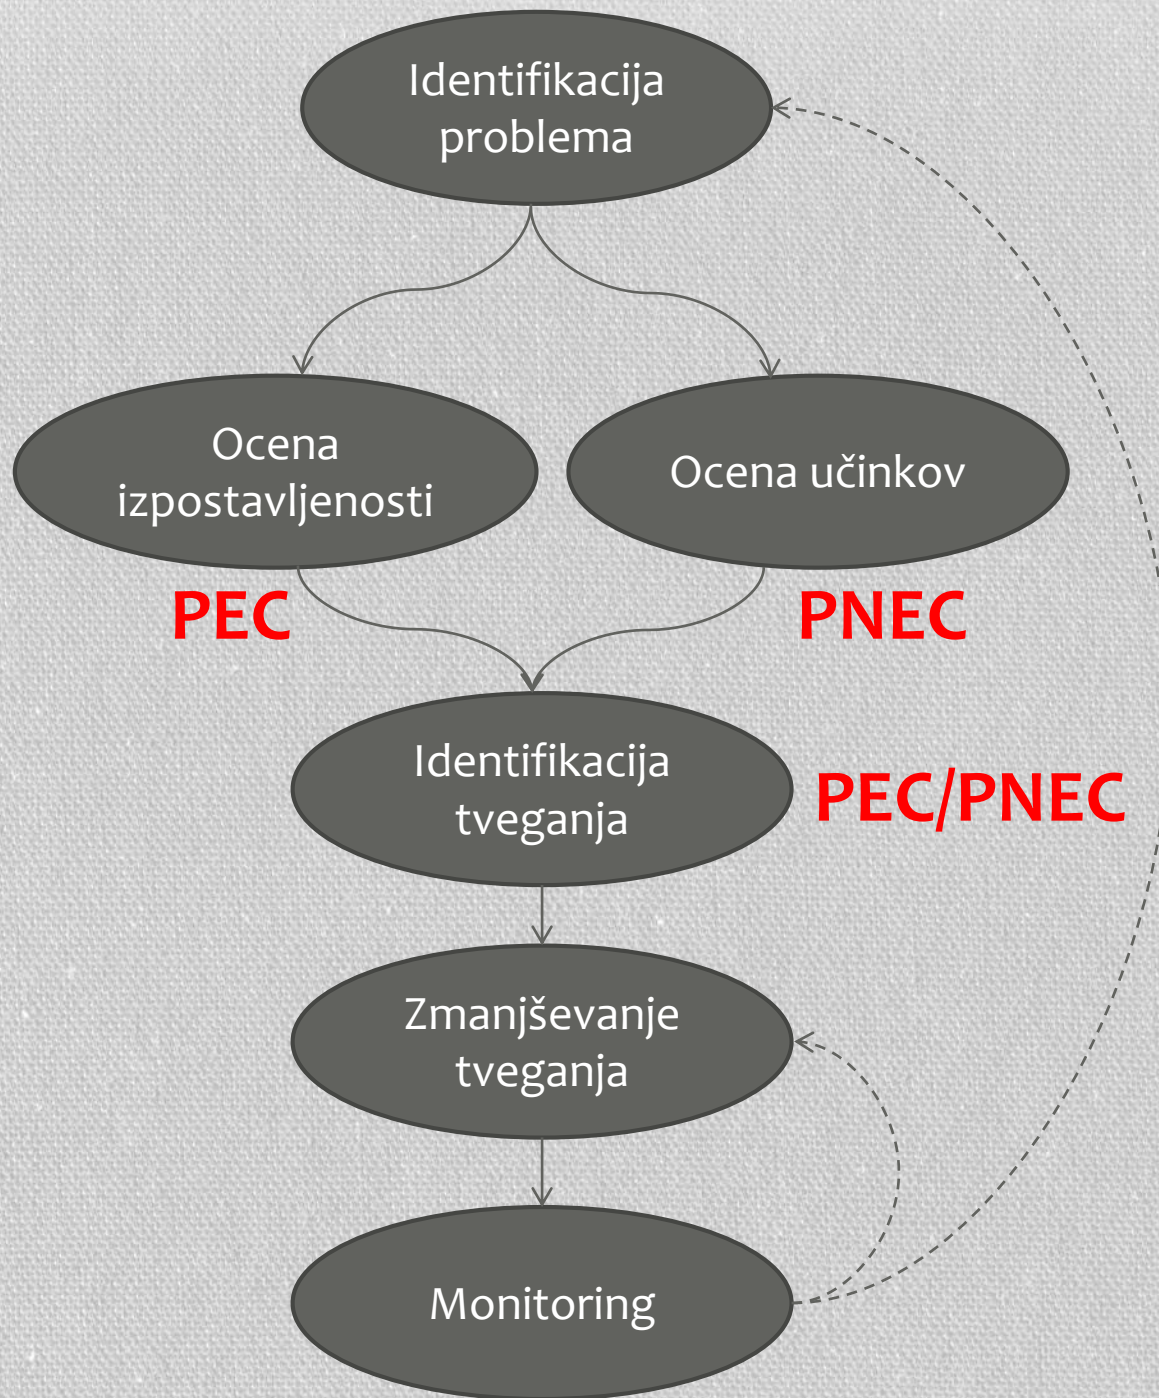 Identifikacija
problema
Ocena
izpostavljenosti
Ocena učinkov
PEC
PNEC
Identifikacija
tveganja
PEC/PNEC
Zmanjševanje
tveganja
Monitoring